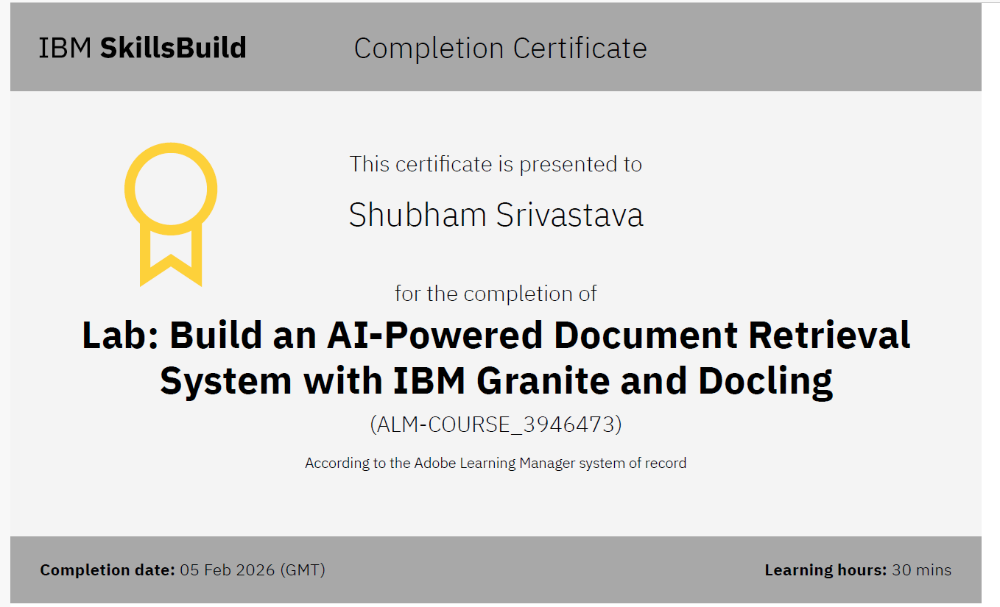 IBM SkillsBuild
Completion Certificate
This certificate is presented to
Shubham Srivastava
for the completion of
Lab: Build an AI-Powered Document Retrieval
System with IBM Granite and Docling
(ALM-COURSE_3946473)
According to the Adobe Learning Manager system of record
Completion date: 05 Feb 2026 (GMT)
Learning hours: 30 mins